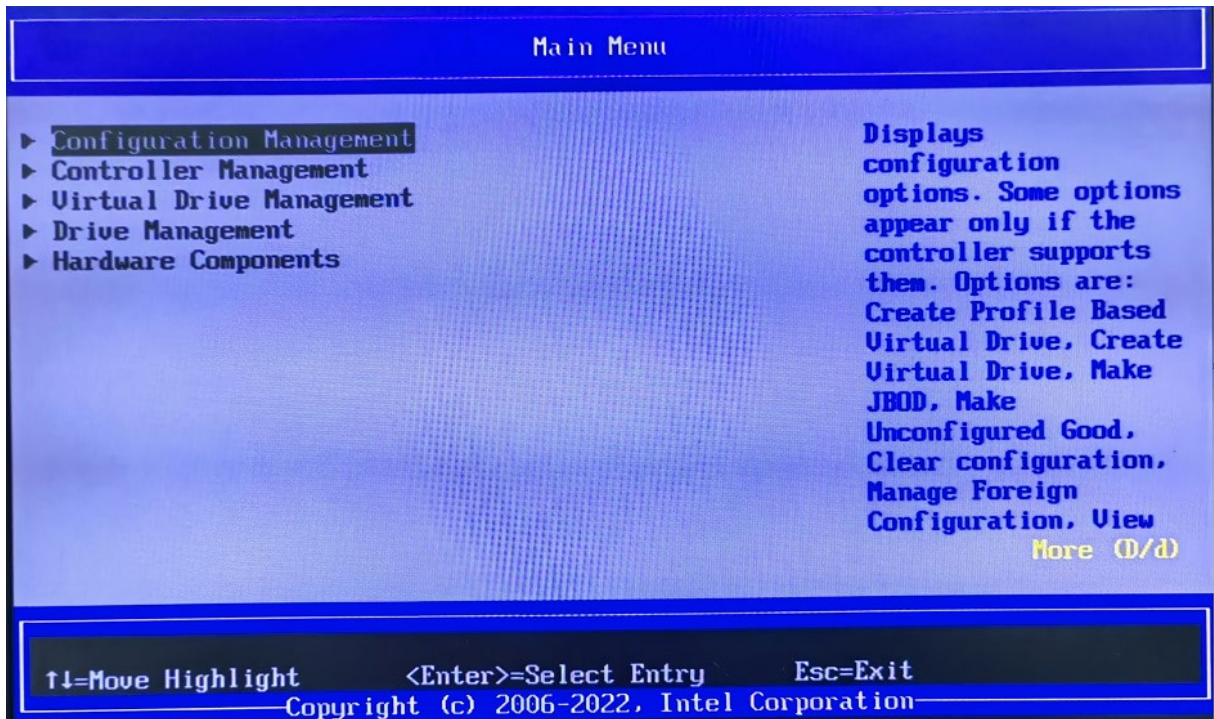 Main Menu
► Configuration Management
► Controller Management
► Virtual Drive Management
► Drive Management
► Hardware Components
Displays
configuration
options. Some options
appear only if the
controller supports
them. Options are:
Create Profile Based
Virtual Drive, Create
Virtual Drive, Make
JBOD, Make
Unconfigured Good,
Clear configuration,
Manage Foreign
Configuration, View
More (D/d)
↑↓=Move Highlight <Enter>=Select Entry Esc=Exit
Copyright (c) 2006-2022, Intel Corporation